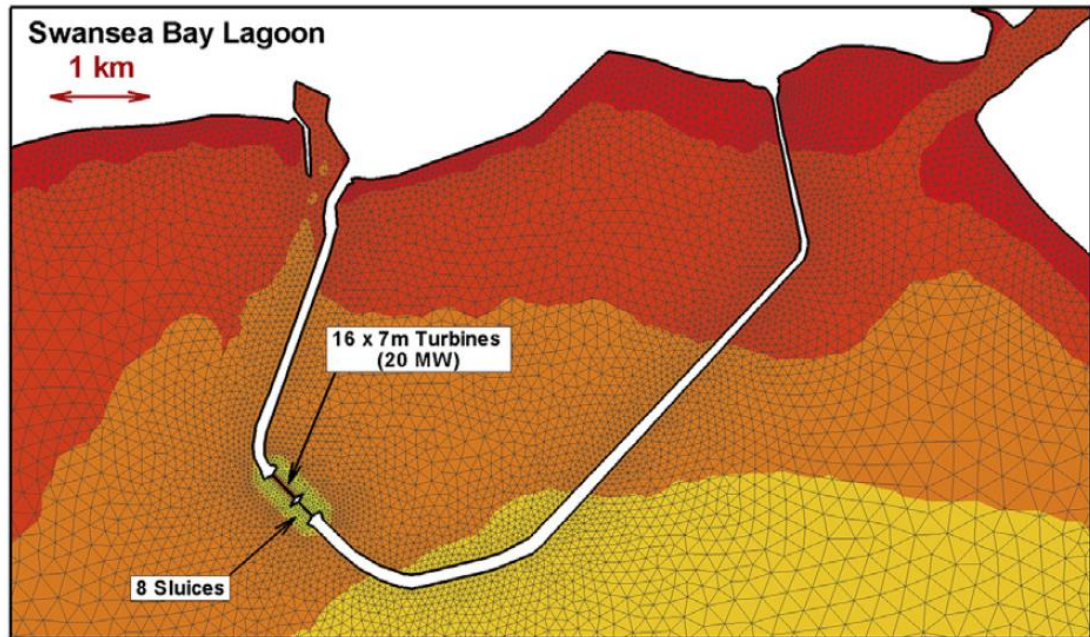 Swansea Bay Lagoon
1 km
16 x 7m Turbines
(20 MW)
8 Sluices